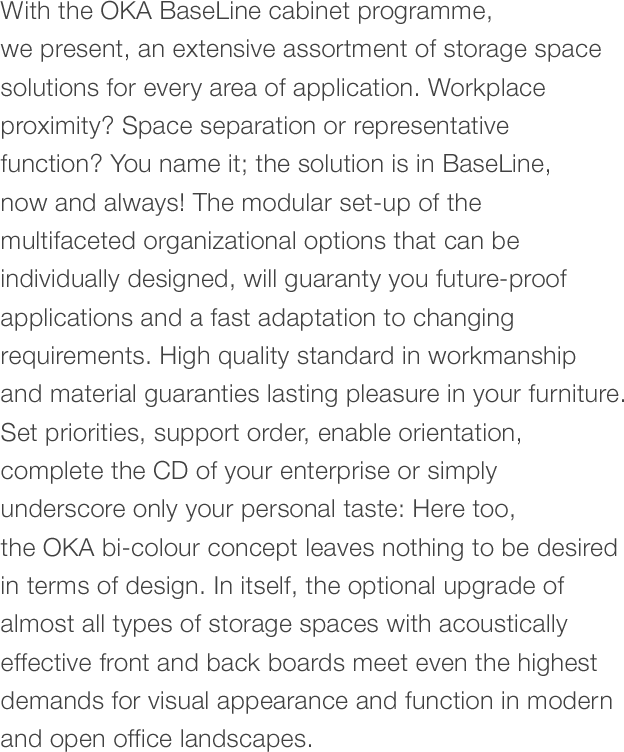 With the OKA BaseLine cabinet programme,
we present, an extensive assortment of storage space
solutions for every area of application. Workplace
proximity? Space separation or representative
function? You name it; the solution is in BaseLine,
now and always! The modular set-up of the
multifaceted organizational options that can be
individually designed, will guaranty you future-proof
applications and a fast adaptation to changing
requirements. High quality standard in workmanship
and material guaranties lasting pleasure in your furniture.
Set priorities, support order, enable orientation,
complete the CD of your enterprise or simply
underscore only your personal taste: Here too,
the OKA bi-colour concept leaves nothing to be desired
in terms of design. In itself, the optional upgrade of
almost all types of storage spaces with acoustically
effective front and back boards meet even the highest
demands for visual appearance and function in modern
and open office landscapes.